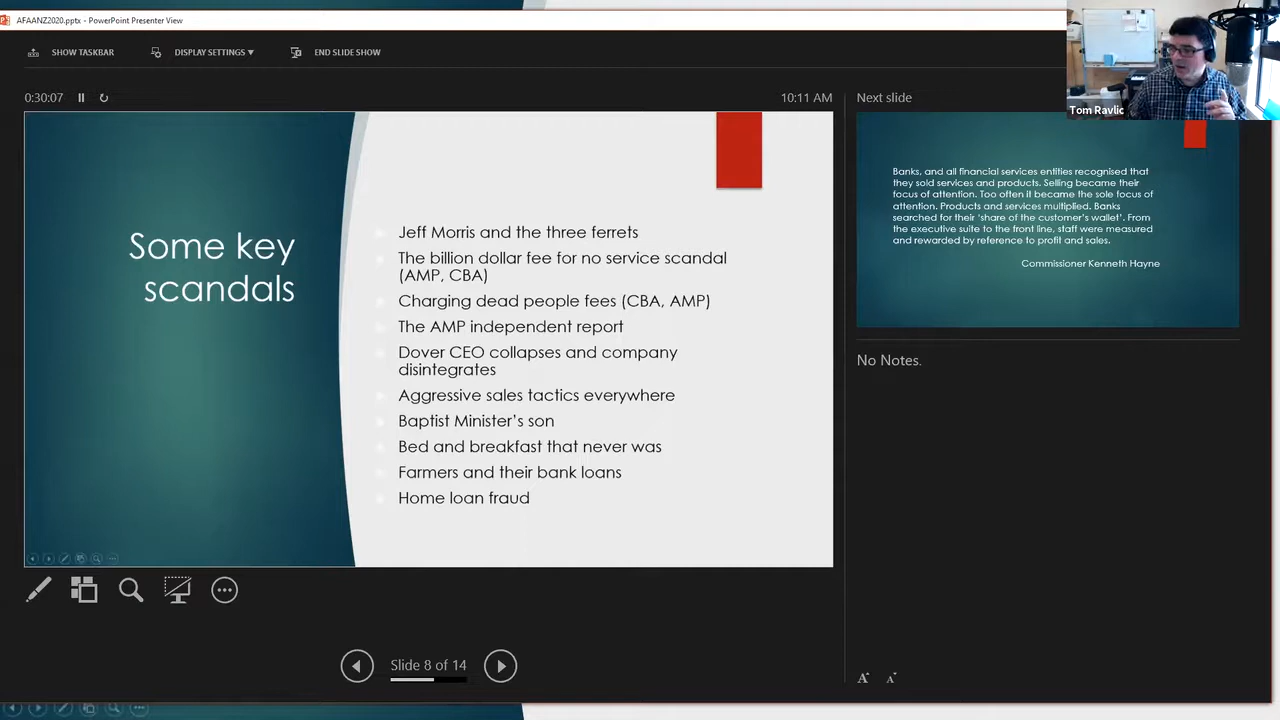 AFAANZ2020.pptx - PowerPoint Presenter View
SHOW TASKBAR
DISPLAY SETTINGS
END SLIDE SHOW
Tom Ravlic
0:30:07
10:11 AM
Next slide
Some key
scandals
Jeff Morris and the three ferrets
The billion dollar fee for no service scandal
(AMP, CBA)
Charging dead people fees (CBA, AMP)
The AMP independent report
Dover CEO collapses and company
disintegrates
Aggressive sales tactics everywhere
Baptist Minister's son
Bed and breakfast that never was
Farmers and their bank loans
Home loan fraud
Banks, and all financial services entities recognised that
they sold services and products. Selling became their
focus of attention. Too often it became the sole focus of
attention. Products and services multiplied. Banks
searched for their 'share of the customer's wallet'. From
the executive suite to the front line, staff were measured
and rewarded by reference to profit and sales.
Commissioner Kenneth Hayne
No Notes.
Slide 8 of 14
A A